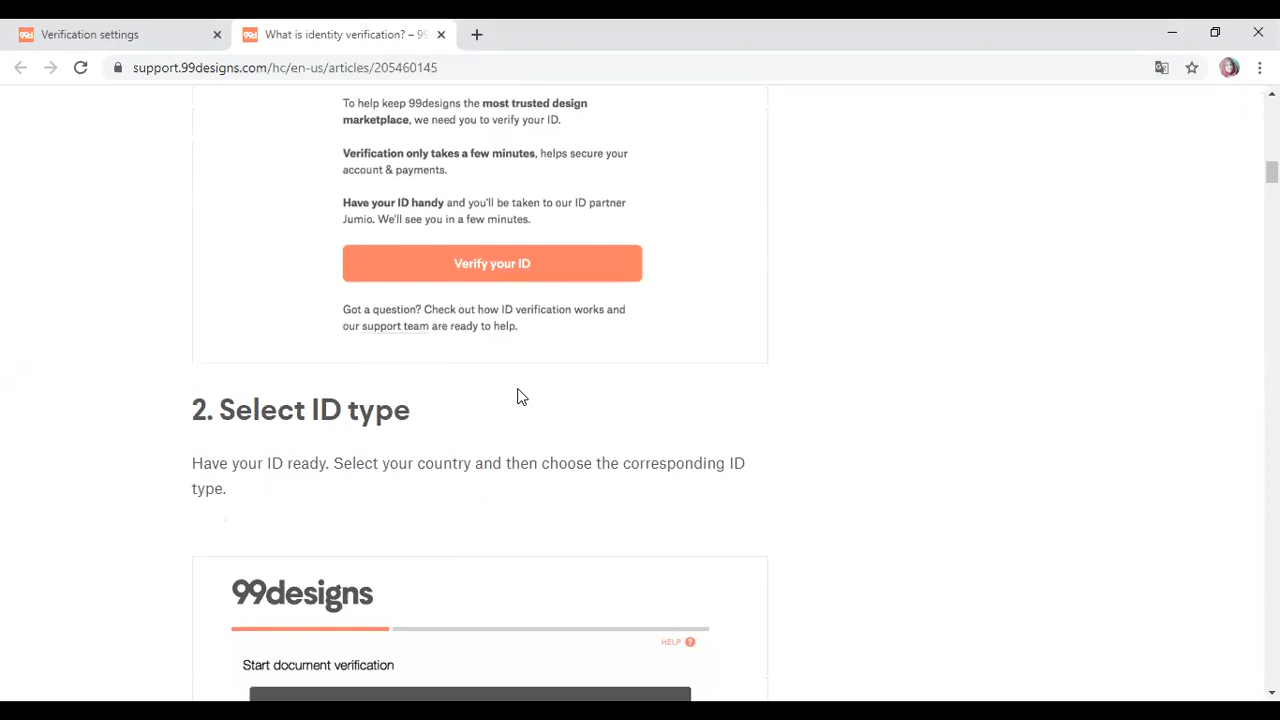 Verification settings
What is identity verification? – 99
support.99designs.com/hc/en-us/articles/205460145
To help keep 99designs the most trusted design
marketplace, we need you to verify your ID.
Verification only takes a few minutes, helps secure your
account & payments.
Have your ID handy and you'll be taken to our ID partner
Jumio. We'll see you in a few minutes.
Verify your ID
Got a question? Check out how ID verification works and
our support team are ready to help.
2. Select ID type
Have your ID ready. Select your country and then choose the corresponding ID
type.
99designs
HELP ?
Start document verification